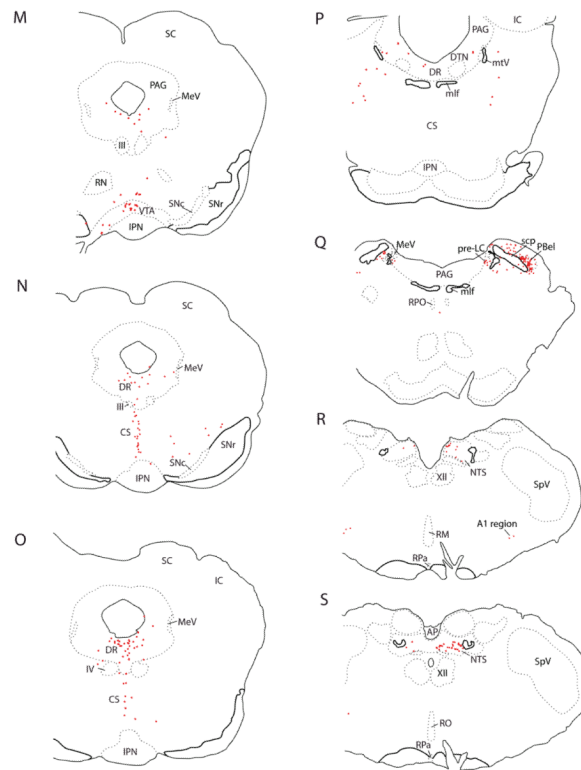 M
SC
PAG
MeV
III
RN
SNc
SNr
VTA
IPN
N
SC
MeV
DR
III
CS
SNr
SNc
IPN
O
SC
IC
MeV
DR
IV
CS
IPN
P
PAG
IC
DTN
DR
mtV
mlf
CS
IPN
Q
scp
MeV
pre-LC
PBel
PAG
mlf
RPO
R
NTS
XII
SpV
A1 region
RM
RPa
S
AP
NTS
SpV
XII
RO
RPa